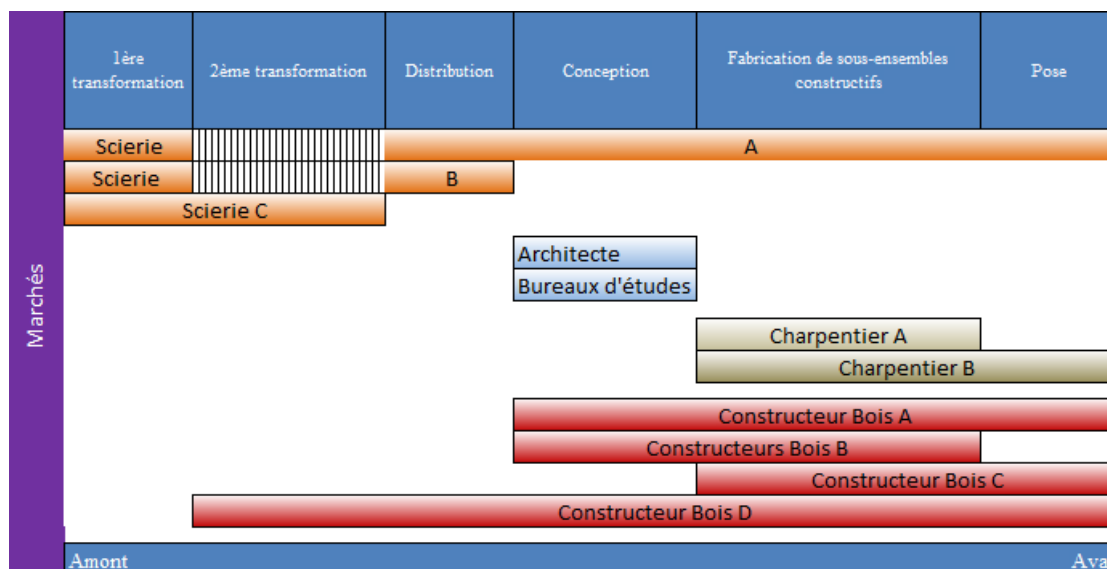 1ère
transformation
2ème transformation
Distribution
Conception
Fabrication de sous-ensembles
constructifs
Pose
Marchés
Scierie
A
Scierie
B
Scierie C
Architecte
Bureaux d'études
Charpentier A
Charpentier B
Constructeur Bois A
Constructeurs Bois B
Constructeur Bois C
Constructeur Bois D
Amont
Ava